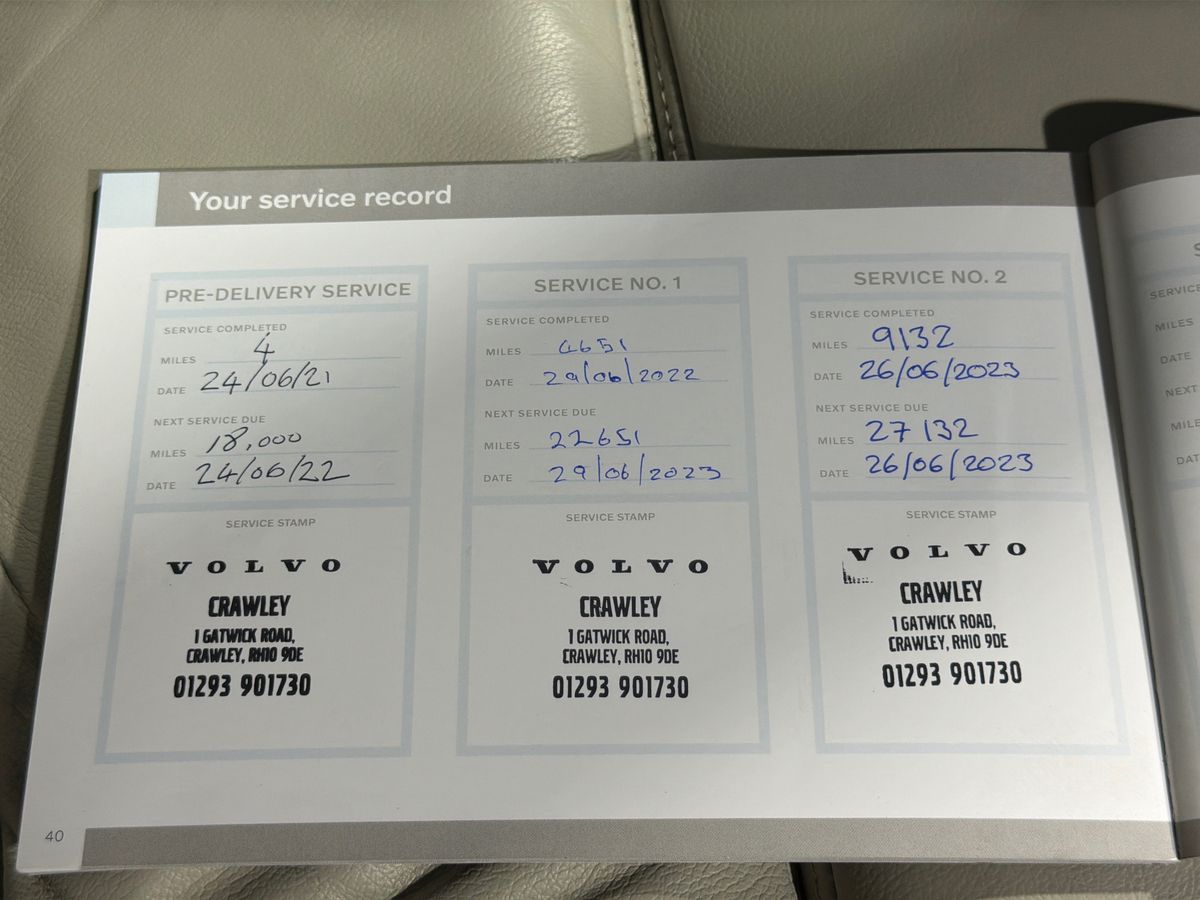 Your service record
PRE-DELIVERY SERVICE
SERVICE COMPLETED
MILES 4
DATE 24/06/21
NEXT SERVICE DUE
MILES 18,000
DATE 24/06/22
SERVICE STAMP
VOLVO
CRAWLEY
1 GATWICK ROAD,
CRAWLEY, RH10 9DE
01293 901730
SERVICE NO. 1
SERVICE COMPLETED
MILES 4651
DATE 29/06/2022
NEXT SERVICE DUE
MILES 22651
DATE 29/06/2023
SERVICE STAMP
VOLVO
CRAWLEY
1 GATWICK ROAD,
CRAWLEY, RH10 9DE
01293 901730
SERVICE NO. 2
SERVICE COMPLETED
MILES 9132
DATE 26/06/2023
NEXT SERVICE DUE
MILES 27132
DATE 26/06/2023
SERVICE STAMP
VOLVO
CRAWLEY
1 GATWICK ROAD,
CRAWLEY, RH10 9DE
01293 901730
40
SERVICE
MILES
DATE
NEXT